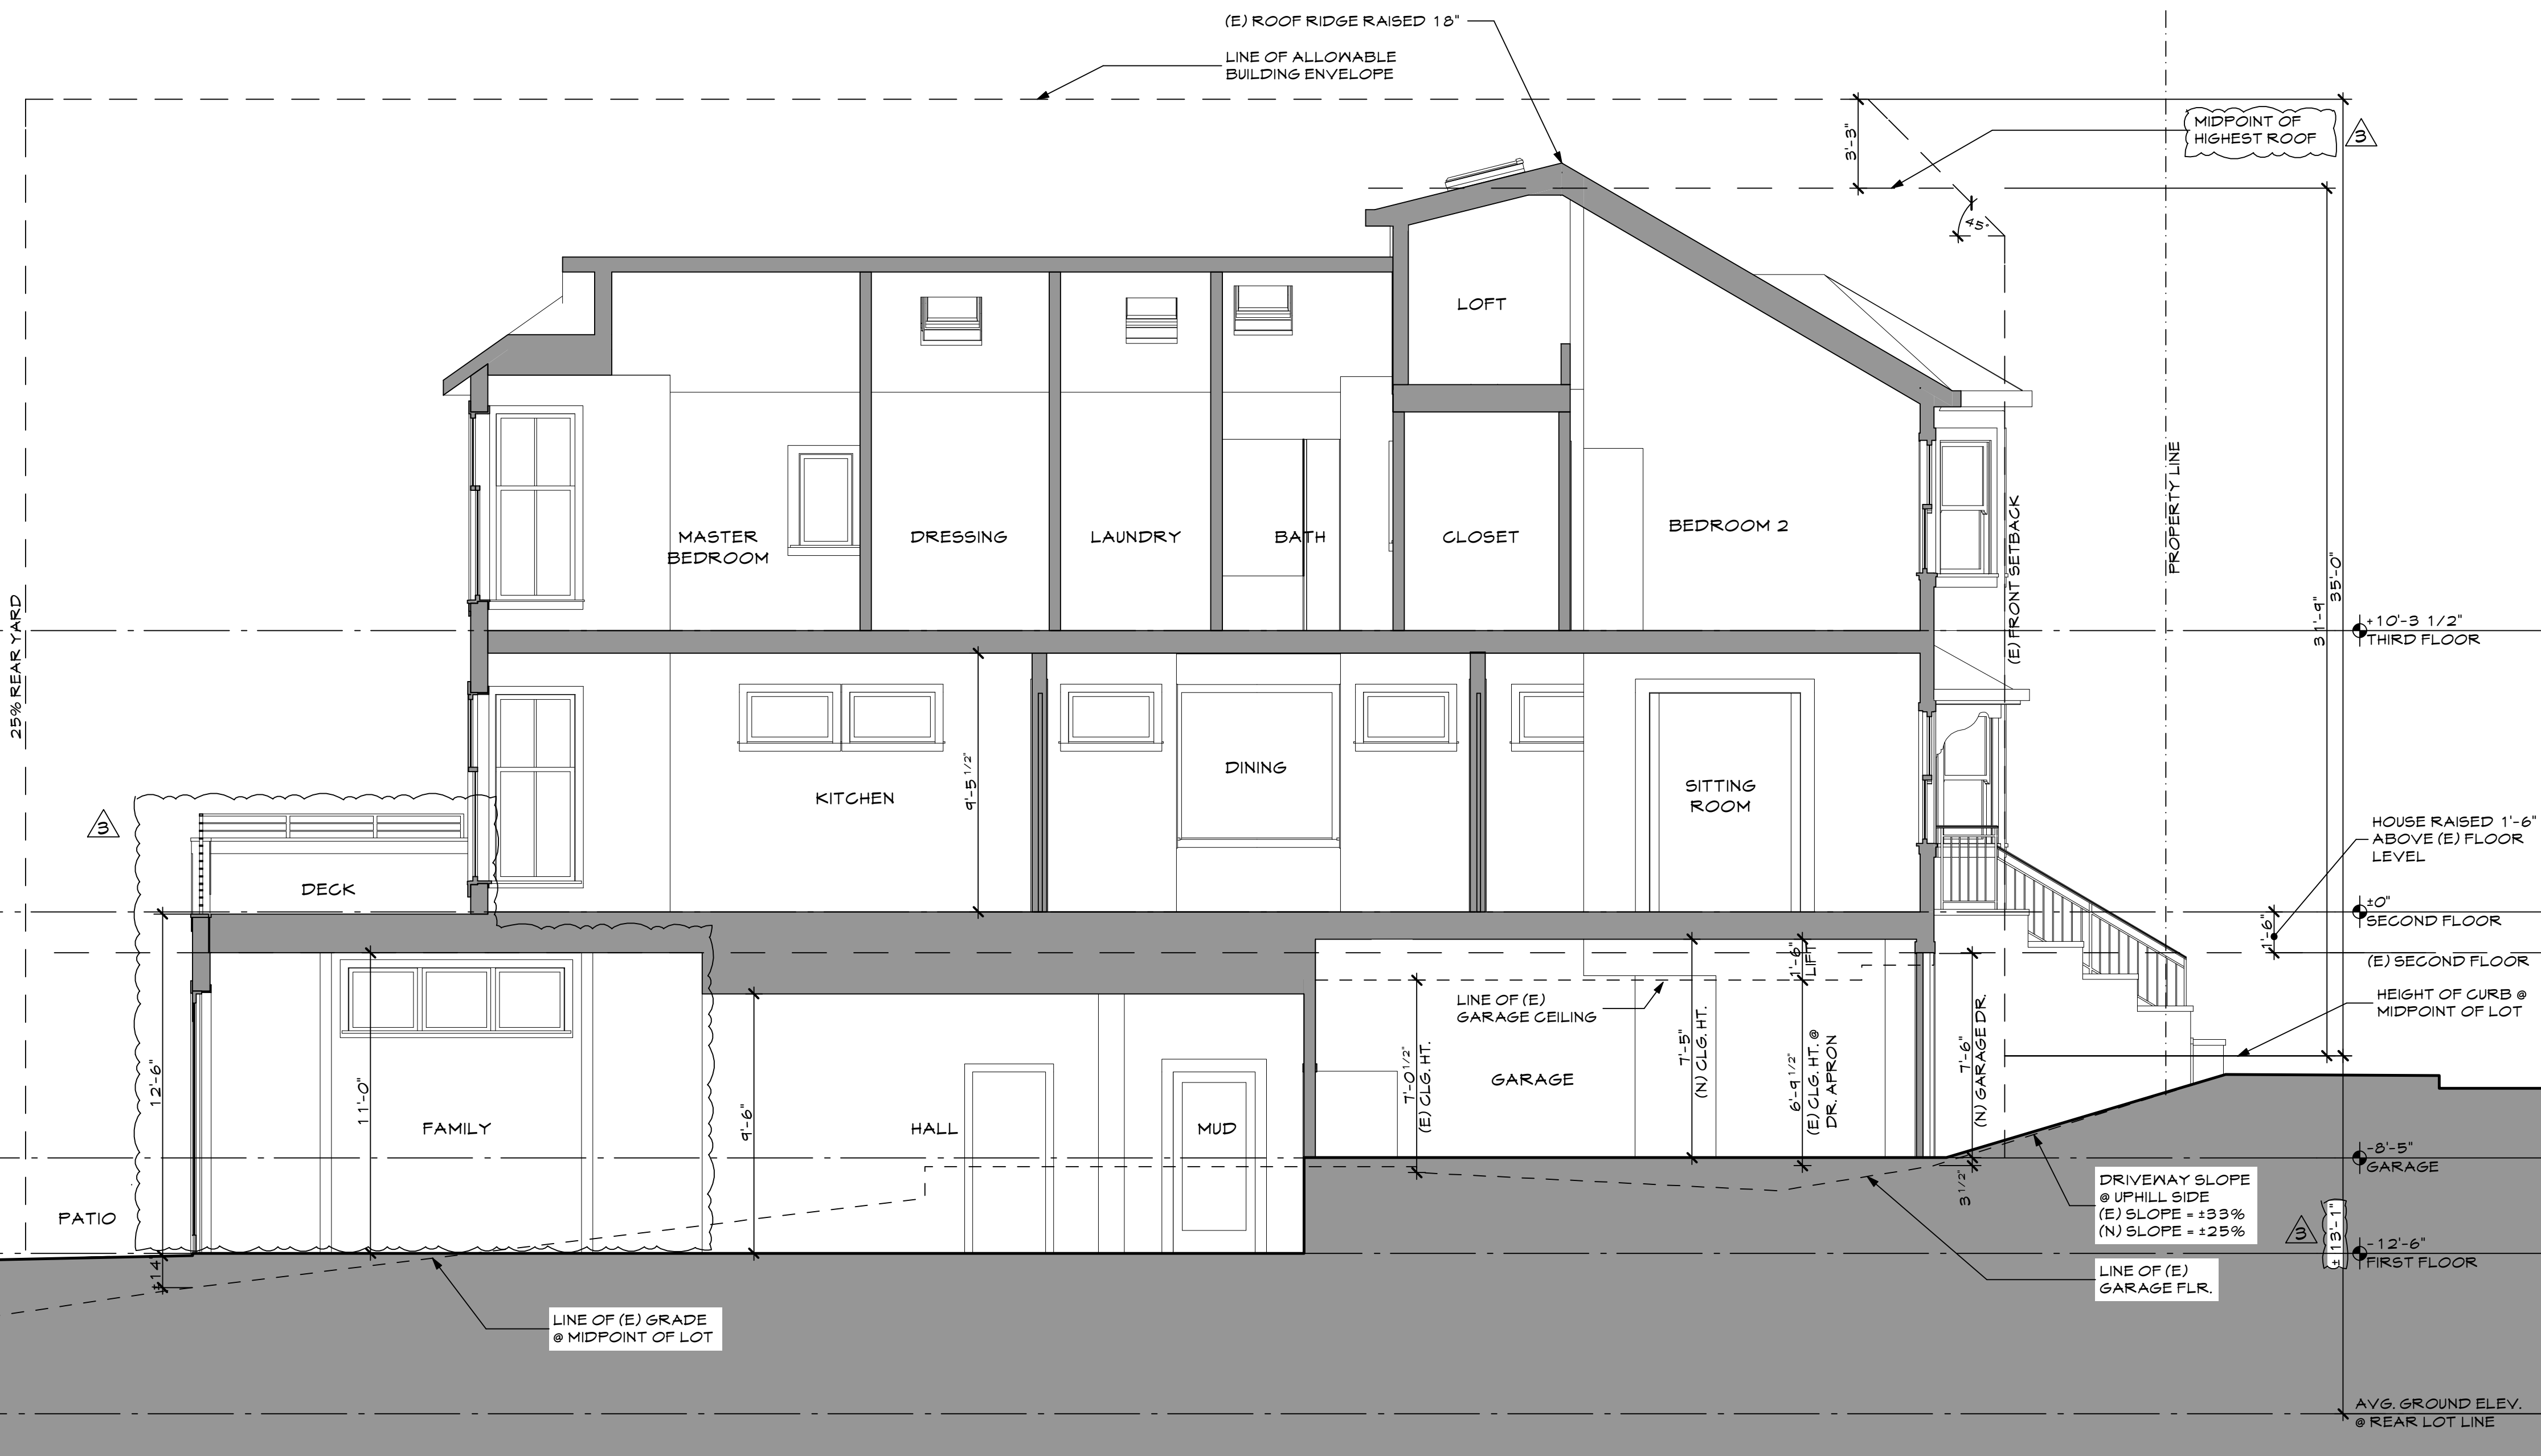 (E) ROOF RIDGE RAISED 18"
LINE OF ALLOWABLE
BUILDING ENVELOPE
MIDPOINT OF
HIGHEST ROOF
3
3'-3"
45°
LOFT
MASTER
BEDROOM
DRESSING
LAUNDRY
BATH
CLOSET
BEDROOM 2
(E) FRONT SETBACK
PROPERTY LINE
31'-9"
35'-0"
25% REAR YARD
+10'-3 1/2"
THIRD FLOOR
KITCHEN
9'-5 1/2"
DINING
SITTING
ROOM
3
DECK
HOUSE RAISED 1'-6"
ABOVE (E) FLOOR
LEVEL
±0"
SECOND FLOOR
1'-6"
(E) SECOND FLOOR
HEIGHT OF CURB @
MIDPOINT OF LOT
LINE OF (E)
GARAGE CEILING
1'-6"
LIFT
12'-6"
11'-0"
FAMILY
9'-6"
HALL
MUD
7'-0 1/2"
(E) CLG. HT.
GARAGE
7'-5"
(N) CLG. HT.
6'-9 1/2"
(E) CLG. HT. @
DR. APRON
7'-6"
(N) GARAGE DR.
3 1/2"
-8'-5"
GARAGE
PATIO
DRIVEWAY SLOPE
@ UPHILL SIDE
(E) SLOPE = ±33%
(N) SLOPE = ±25%
3
±13'-1"
-12'-6"
FIRST FLOOR
LINE OF (E)
GARAGE FLR.
LINE OF (E) GRADE
@ MIDPOINT OF LOT
AVG. GROUND ELEV.
@ REAR LOT LINE